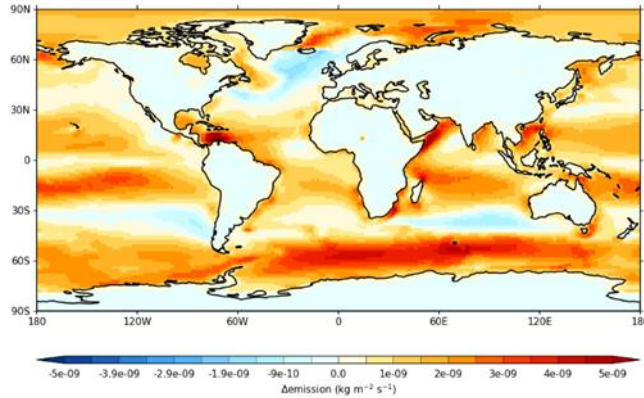 90N
60N
30N
0
30S
60S
90S
180 120W 60W 0 60E 120E 18
-5e-09 -3.9e-09 -2.9e-09 -1.9e-09 -9e-10 0.0 1e-09 2e-09 3e-09 4e-09 5e-09
Δemission (kg m⁻² s⁻¹)